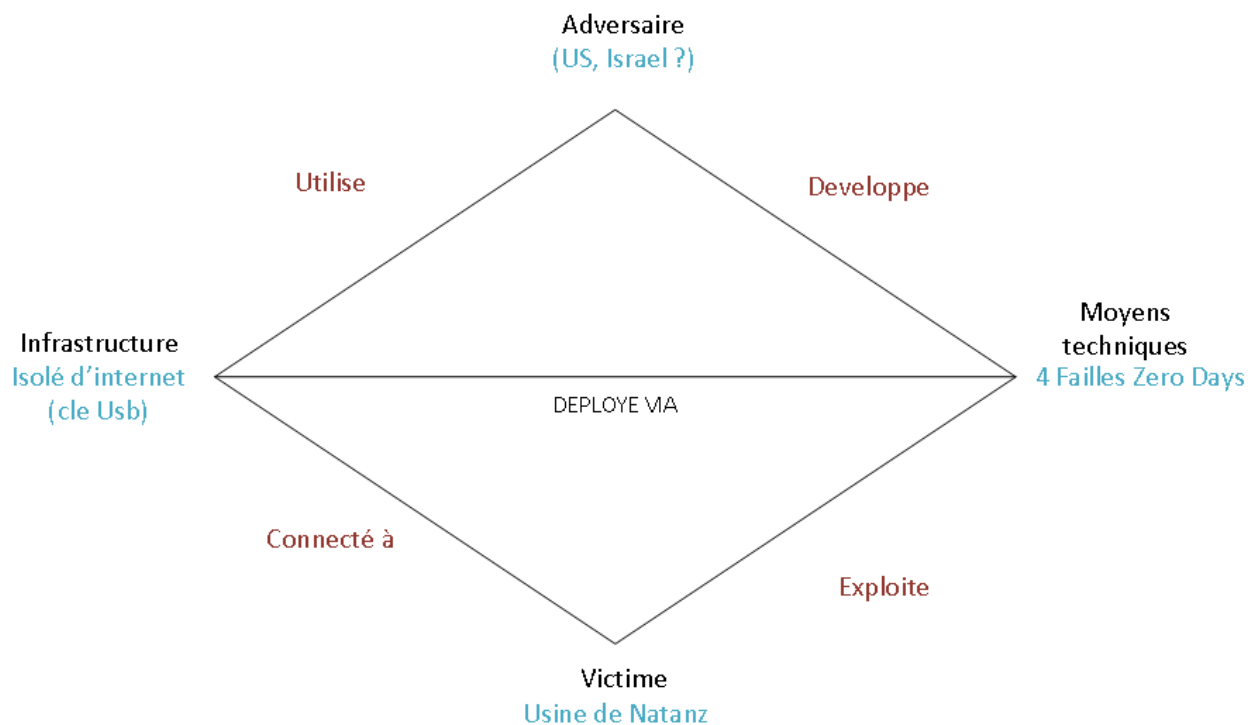 Adversaire
(US, Israel ?)
Utilise
Developpe
Infrastructure
Isolé d'internet
(cle Usb)
Moyens
techniques
4 Failles Zero Days
DEPLOYE VIA
Connecté à
Exploite
Victime
Usine de Natanz